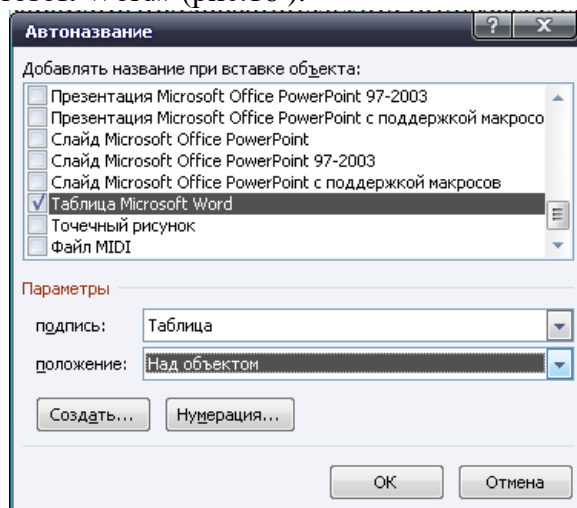 Автоназвание
Добавлять название при вставке объекта:
Презентация Microsoft Office PowerPoint 97-2003
Презентация Microsoft Office PowerPoint с поддержкой макросо
Слайд Microsoft Office PowerPoint
Слайд Microsoft Office PowerPoint 97-2003
Слайд Microsoft Office PowerPoint с поддержкой макросов
Таблица Microsoft Word
Точечный рисунок
Файл MIDI
Параметры
подпись: Таблица
положение: Над объектом
Создать... Нумерация...
ОК Отмена